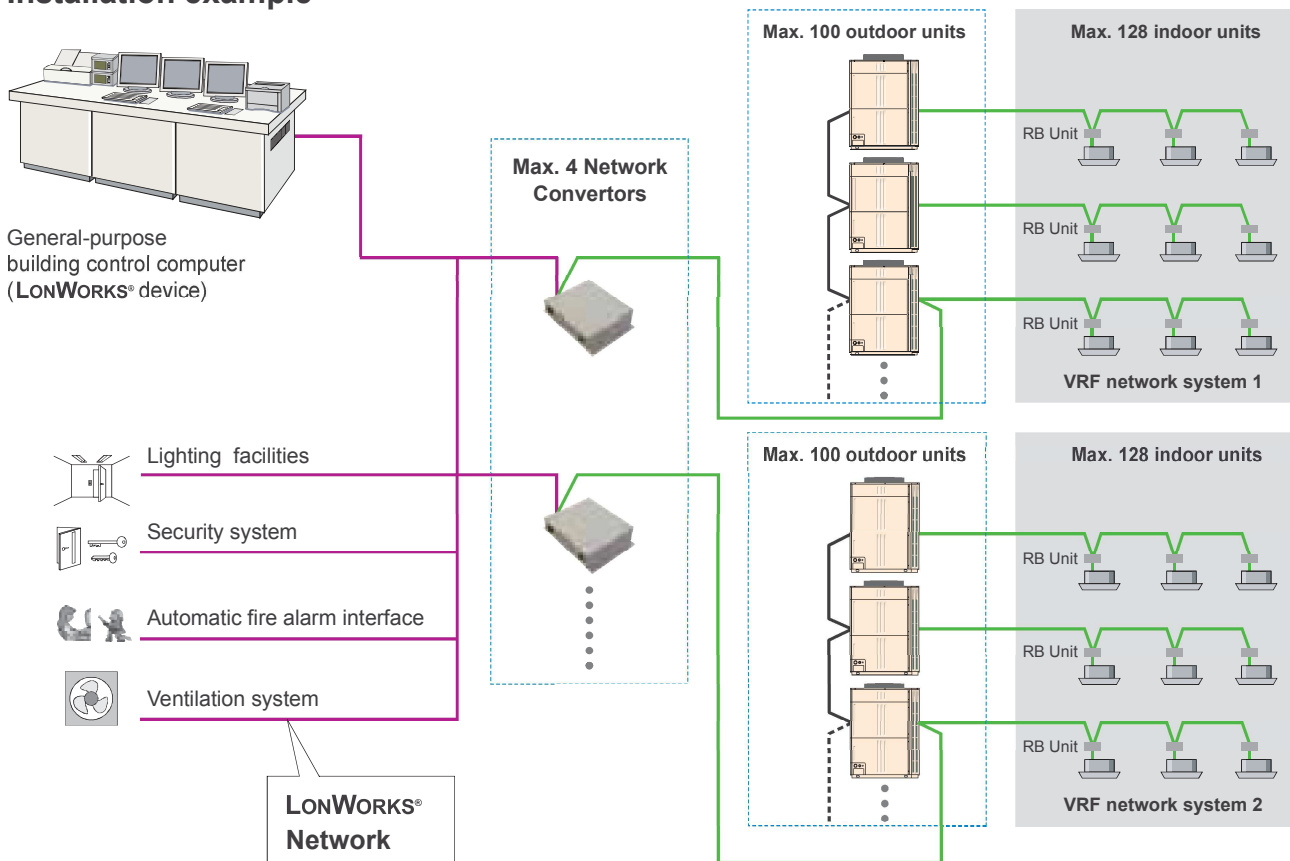 Installation example
General-purpose
building control computer
(LONWORKS® device)
Max. 4 Network
Convertors
Max. 100 outdoor units
Max. 128 indoor units
RB Unit
RB Unit
RB Unit
VRF network system 1
Lighting facilities
Security system
Automatic fire alarm interface
Ventilation system
LONWORKS®
Network
Max. 100 outdoor units
Max. 128 indoor units
RB Unit
RB Unit
RB Unit
VRF network system 2